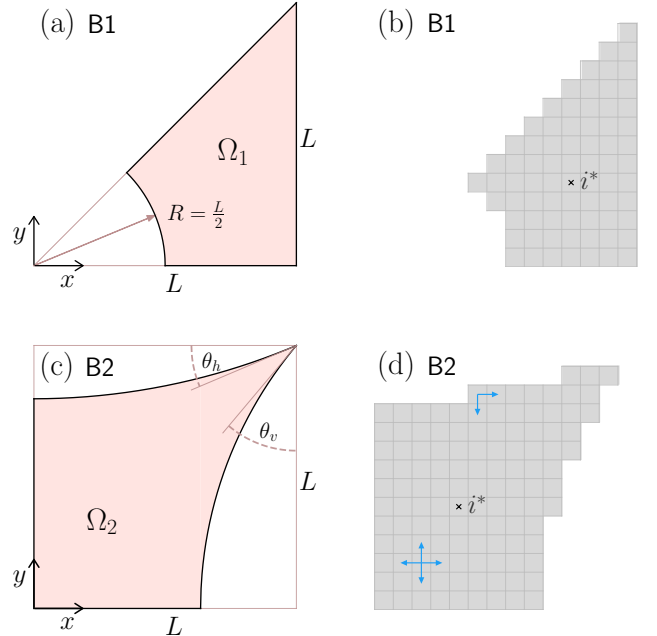 (a) B1
Ω₁
L
R = L/2
y
x
L
(b) B1
i*
(c) B2
θₕ
θᵥ
L
Ω₂
y
x
L
(d) B2
i*